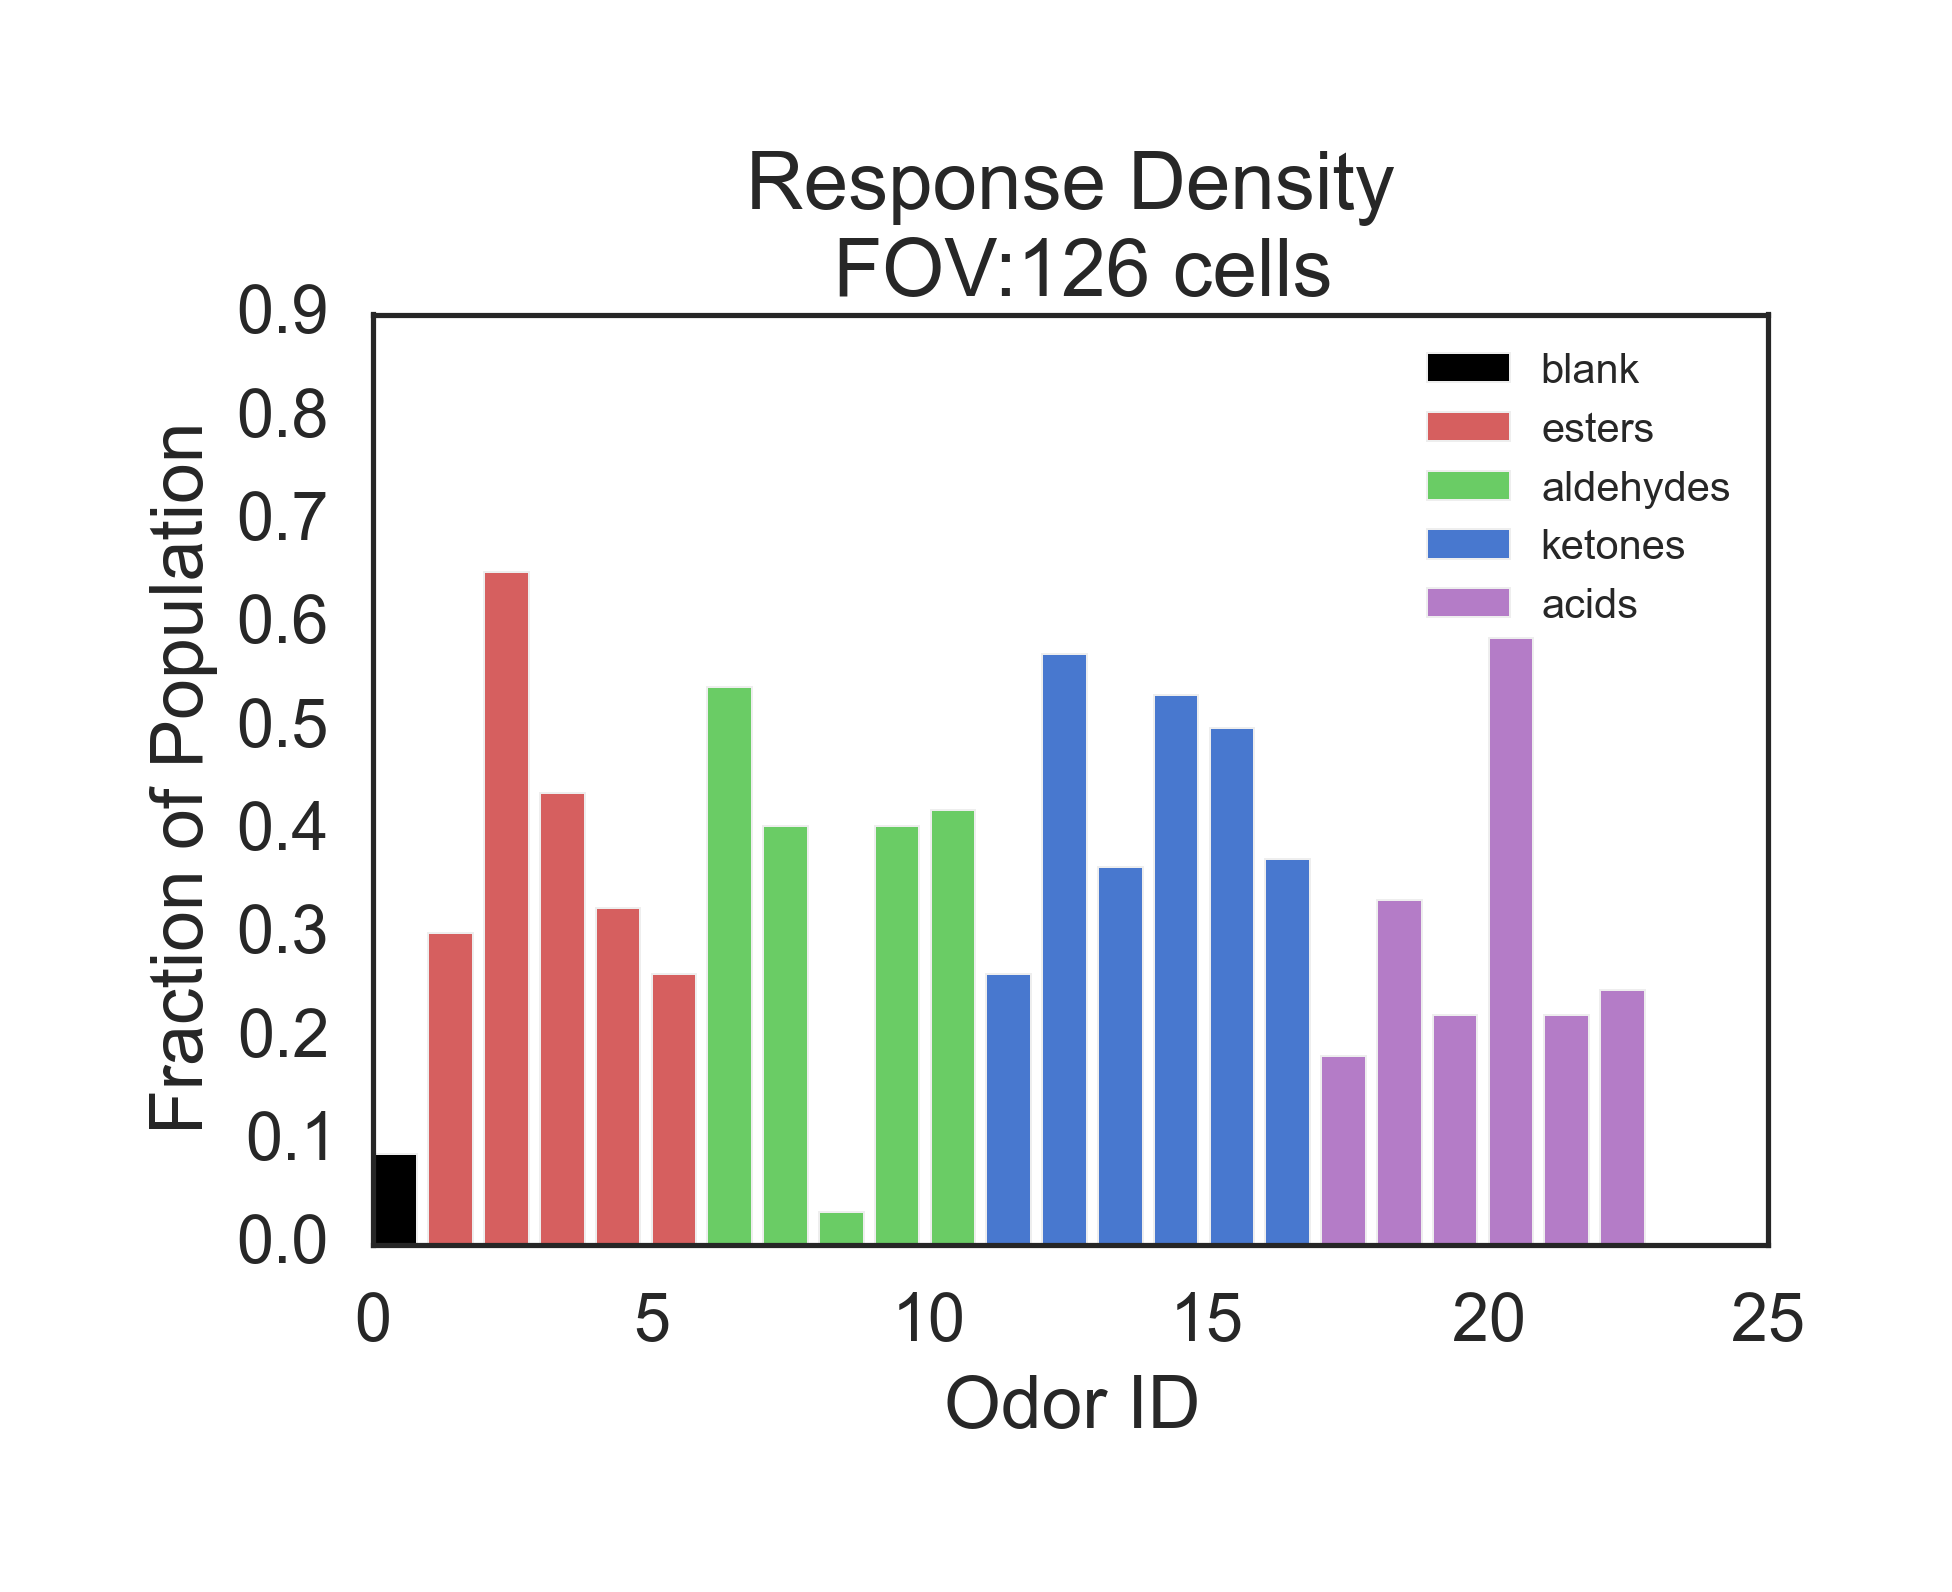 Response Density
FOV:126 cells
0.9
0.8
0.7
0.6
0.5
0.4
0.3
0.2
0.1
0.0
Fraction of Population
blank
esters
aldehydes
ketones
acids
0 5 10 15 20 25
Odor ID